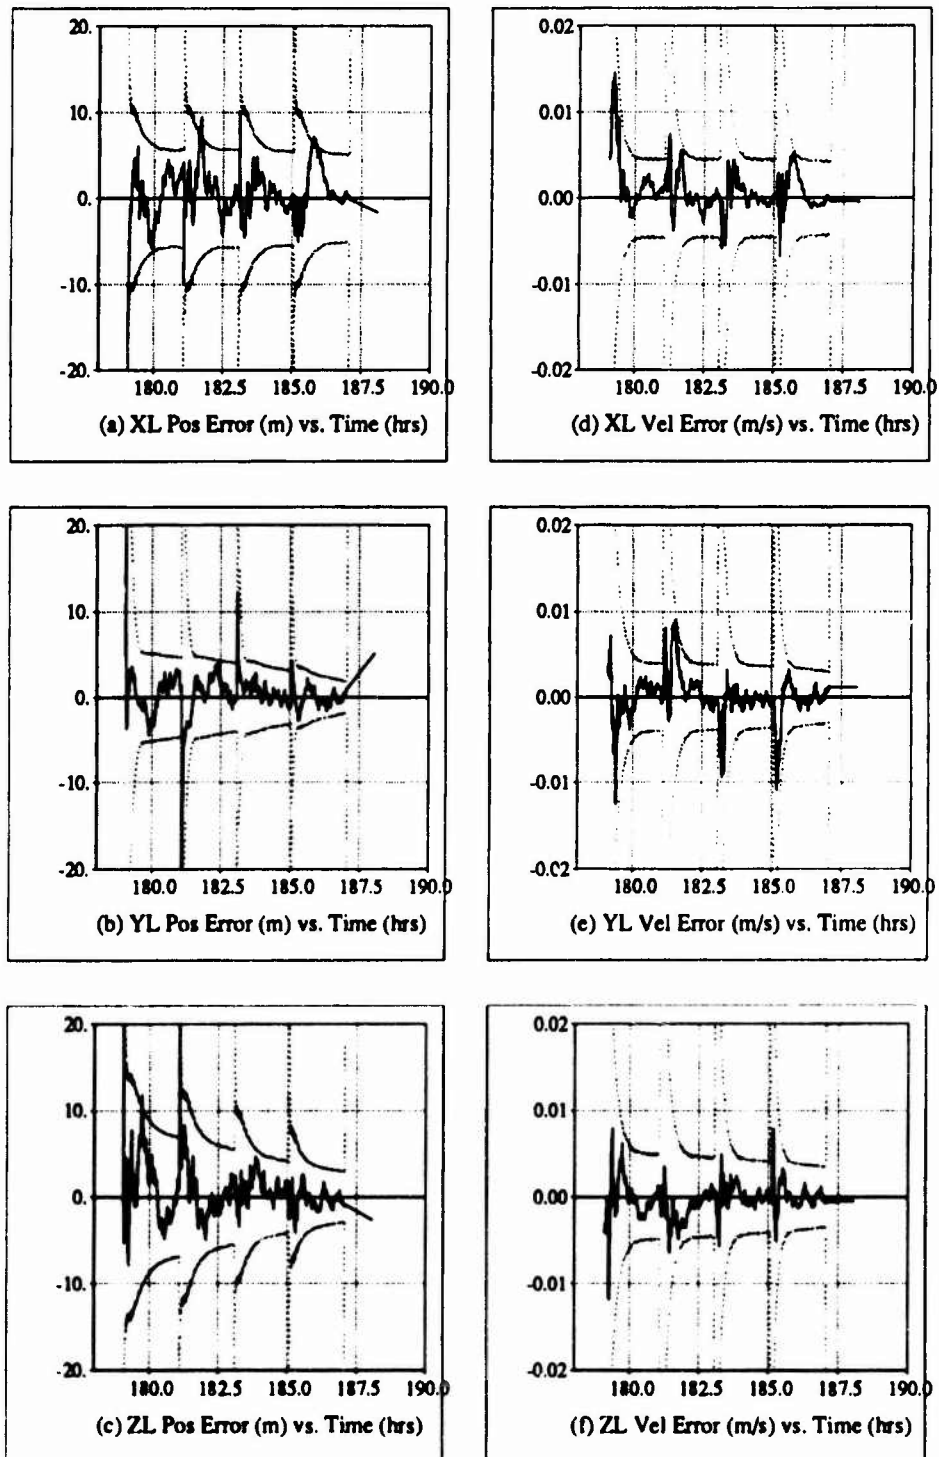 20.
10.
0.
-10.
-20.
180.0 182.5 185.0 187.5 190.0
(a) XL Pos Error (m) vs. Time (hrs)
0.02
0.01
0.00
-0.01
-0.02
180.0 182.5 185.0 187.5 190.0
(d) XL Vel Error (m/s) vs. Time (hrs)
20.
10.
0.
-10.
-20.
180.0 182.5 185.0 187.5 190.0
(b) YL Pos Error (m) vs. Time (hrs)
0.02
0.01
0.00
-0.01
-0.02
180.0 182.5 185.0 187.5 190.0
(e) YL Vel Error (m/s) vs. Time (hrs)
20.
10.
0.
-10.
-20.
180.0 182.5 185.0 187.5 190.0
(c) ZL Pos Error (m) vs. Time (hrs)
0.02
0.01
0.00
-0.01
-0.02
180.0 182.5 185.0 187.5 190.0
(f) ZL Vel Error (m/s) vs. Time (hrs)